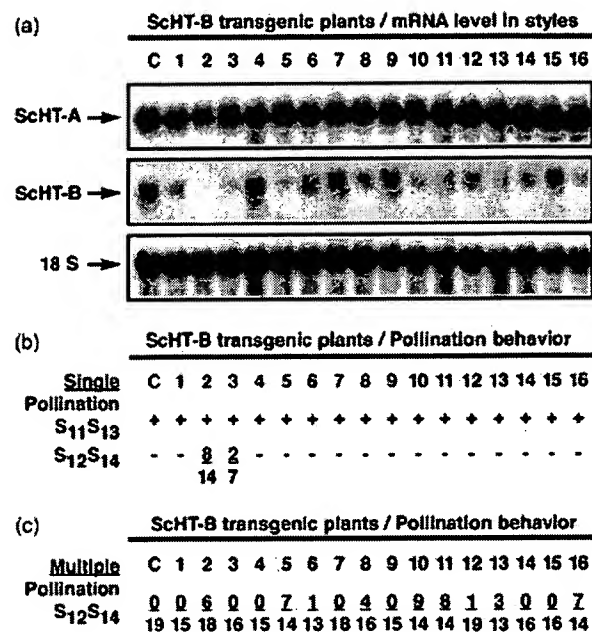 (a) ScHT-B transgenic plants / mRNA level in styles
C 1 2 3 4 5 6 7 8 9 10 11 12 13 14 15 16
ScHT-A →
ScHT-B →
18 S →
(b) ScHT-B transgenic plants / Pollination behavior
Single C 1 2 3 4 5 6 7 8 9 10 11 12 13 14 15 16
Pollination
S11S13 + + + + + + + + + + + + + + + + +
S12S14 - - 8 2 - - - - - - - - - - - - -
14 7
(c) ScHT-B transgenic plants / Pollination behavior
Multiple C 1 2 3 4 5 6 7 8 9 10 11 12 13 14 15 16
Pollination
S12S14 0 0 6 0 0 7 1 0 4 0 9 8 1 3 0 0 7
19 15 18 16 15 14 13 18 16 15 14 14 19 13 16 16 14